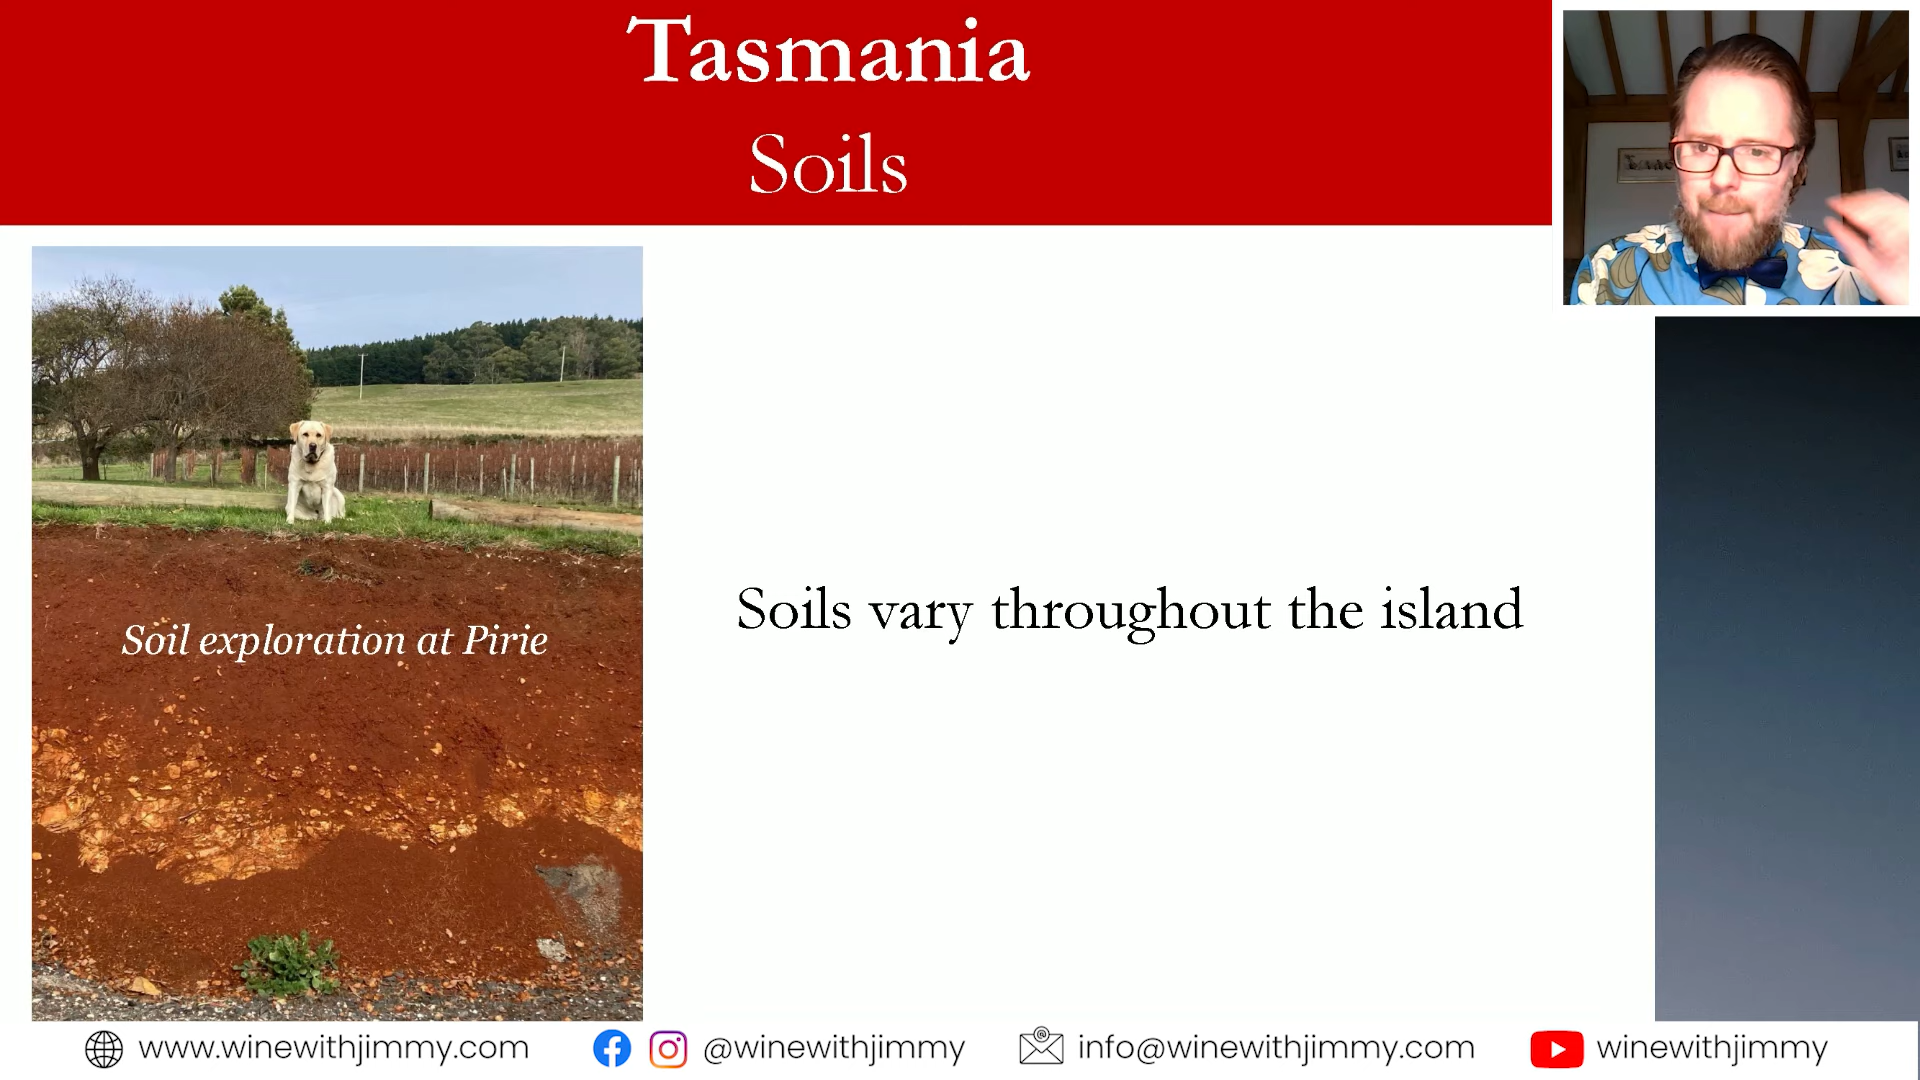 Tasmania
Soils
Soil exploration at Pirie
Soils vary throughout the island
www.winewithjimmy.com
@winewithjimmy
info@winewithjimmy.com
winewithjimmy